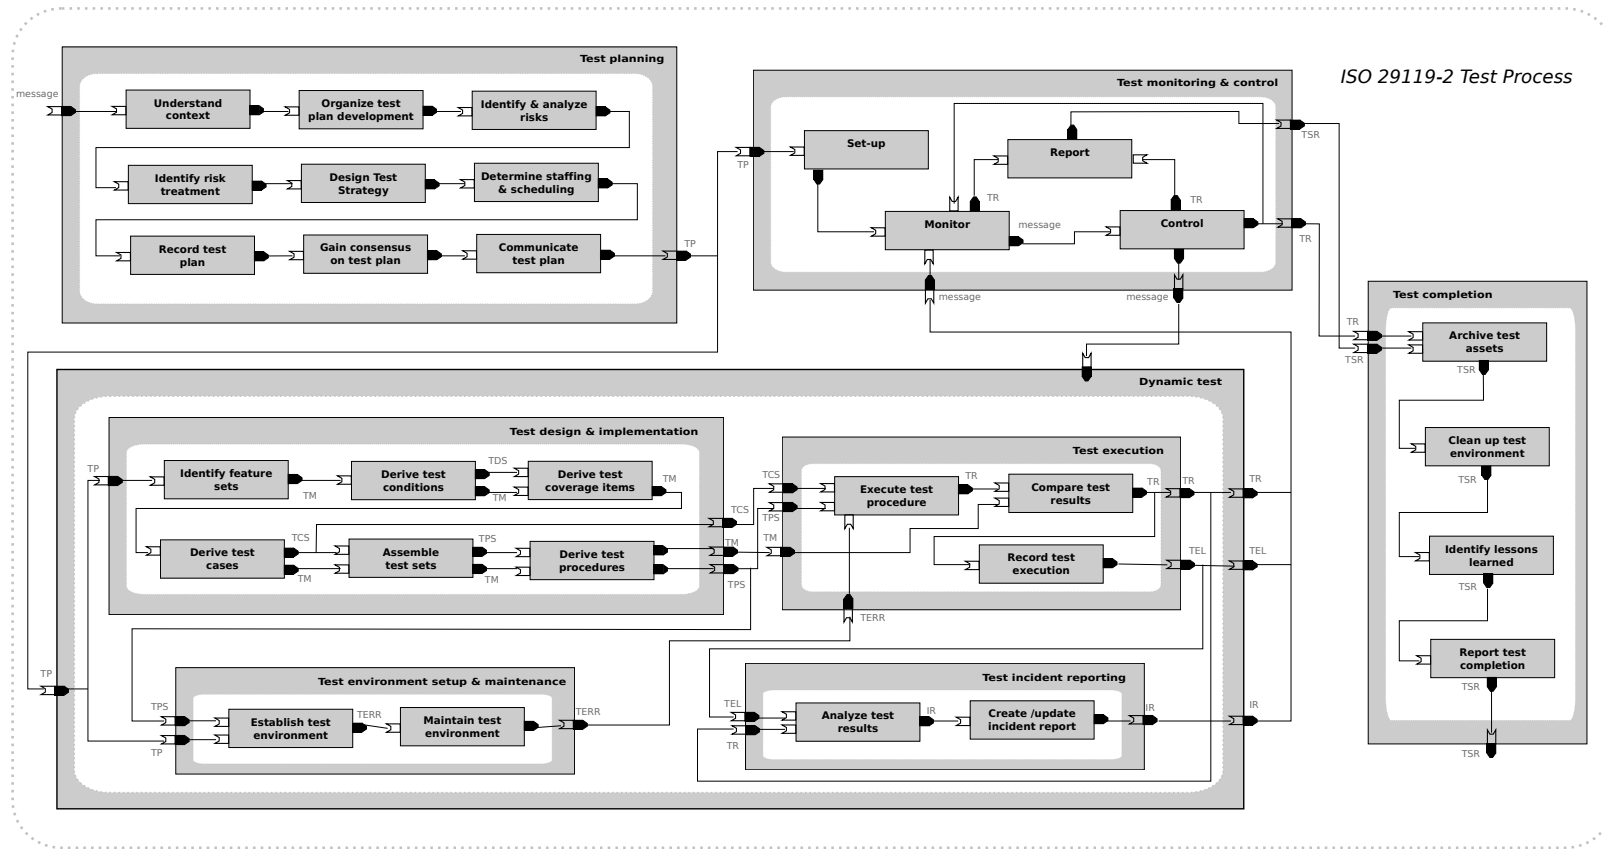 ISO 29119-2 Test Process
Test planning
message
Understand
context
Organize test
plan development
Identify & analyze
risks
Identify risk
treatment
Design Test
Strategy
Determine staffing
& scheduling
Record test
plan
Gain consensus
on test plan
Communicate
test plan
TP
Test monitoring & control
TP
Set-up
Report
TR
TR
Monitor
message
Control
message
message
TSR
TR
Test completion
TR
TSR
Archive test
assets
TSR
Clean up test
environment
TSR
Identify lessons
learned
TSR
Report test
completion
TSR
TSR
Dynamic test
TP
Test design & implementation
TP
Identify feature
sets
TM
Derive test
conditions
TDS
TM
Derive test
coverage items
TM
Derive test
cases
TCS
TM
Assemble
test sets
TPS
TM
Derive test
procedures
TCS
TM
TPS
Test execution
TCS
TPS
TM
Execute test
procedure
TR
Compare test
results
TR
TR
TR
Record test
execution
TEL
TEL
TERR
Test environment setup & maintenance
TPS
TP
Establish test
environment
TERR
Maintain test
environment
TERR
Test incident reporting
TEL
TR
Analyze test
results
IR
Create /update
incident report
IR
IR